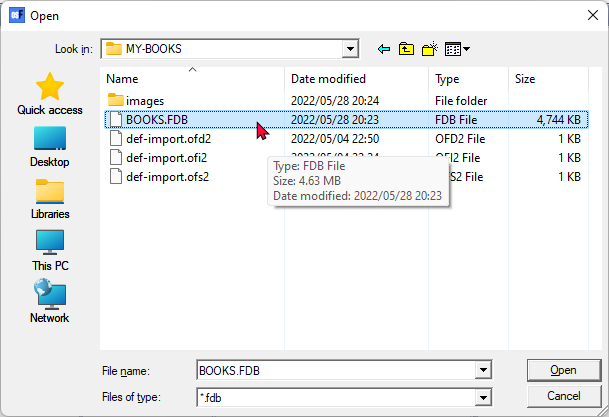 Open
Look in: MY-BOOKS
Name Date modified Type Size
Quick access
Desktop
Libraries
This PC
Network
images 2022/05/28 20:24 File folder
BOOKS.FDB 2022/05/28 20:23 FDB File 4,744 KB
def-import.ofd2 2022/05/04 22:50 OFD2 File 1 KB
def-import.ofi2 OFI2 File 1 KB
def-import.ofs2 1 KB
Type: FDB File
Size: 4.63 MB
Date modified: 2022/05/28 20:23
File name: BOOKS.FDB Open
Files of type: *.fdb Cancel